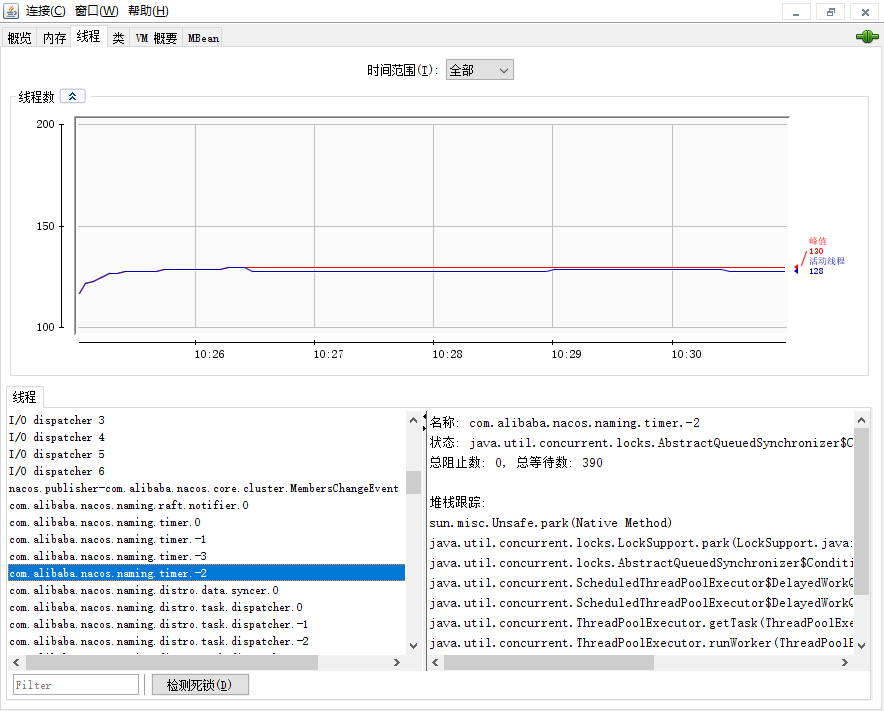 连接(C) 窗口(W) 帮助(H)
概览 内存 线程 类 VM 概要 MBean
时间范围(T): 全部
线程数
200
150
100
峰值
130
活动线程
128
10:26 10:27 10:28 10:29 10:30
线程
I/O dispatcher 3
I/O dispatcher 4
I/O dispatcher 5
I/O dispatcher 6
nacos.publisher-com.alibaba.nacos.core.cluster.MembersChangeEvent
com.alibaba.nacos.naming.raft.notifier.0
com.alibaba.nacos.naming.timer.0
com.alibaba.nacos.naming.timer.-1
com.alibaba.nacos.naming.timer.-3
com.alibaba.nacos.naming.timer.-2
com.alibaba.nacos.naming.distro.data.syncer.0
com.alibaba.nacos.naming.distro.task.dispatcher.0
com.alibaba.nacos.naming.distro.task.dispatcher.-1
com.alibaba.nacos.naming.distro.task.dispatcher.-2
名称: com.alibaba.nacos.naming.timer.-2
状态: java.util.concurrent.locks.AbstractQueuedSynchronizer$C
总阻止数: 0, 总等待数: 390
堆栈跟踪:
sun.misc.Unsafe.park(Native Method)
java.util.concurrent.locks.LockSupport.park(LockSupport.java:
java.util.concurrent.locks.AbstractQueuedSynchronizer$Conditi
java.util.concurrent.ScheduledThreadPoolExecutor$DelayedWorkQ
java.util.concurrent.ScheduledThreadPoolExecutor$DelayedWorkQ
java.util.concurrent.ThreadPoolExecutor.getTask(ThreadPoolExe
java.util.concurrent.ThreadPoolExecutor.runWorker(ThreadPoolE
Filter 检测死锁(D)